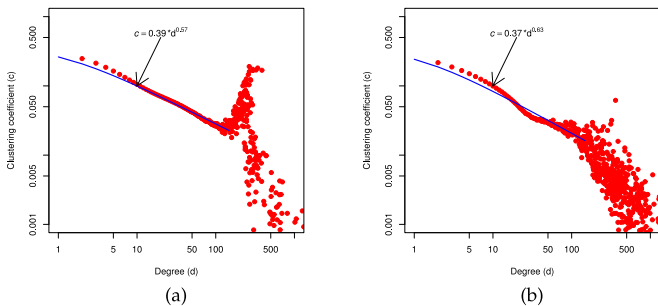 c = 0.39 *d^0.57
Clustering coefficient (c)
0.500
0.050
0.005
0.001
1 5 10 50 100 500
Degree (d)
(a)
c = 0.37 *d^0.63
Clustering coefficient (c)
0.500
0.050
0.005
0.001
1 5 10 50 100 500
Degree (d)
(b)